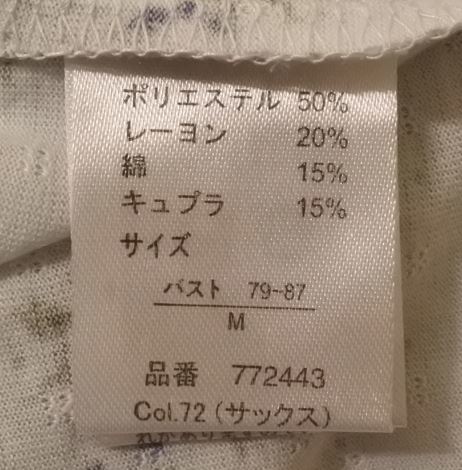 ポリエステル 50%
レーヨン 20%
綿 15%
キュプラ 15%
サイズ
バスト 79-87
M
品番 772443
Col.72(サックス)